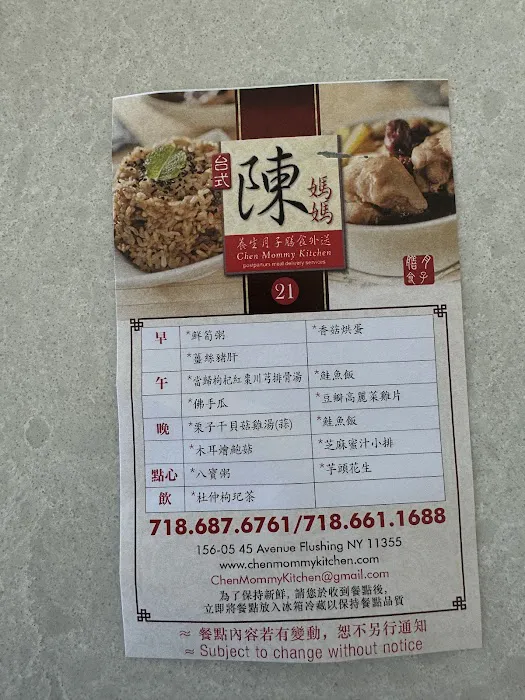 台式
陳
媽媽
養生月子膳食外送
Chen Mommy Kitchen
postpartum meal delivery services
月子膳食
21
早 *鮮筍粥 *香菇烘蛋
*薑絲豬肝
午 *當歸枸杞紅棗川芎排骨湯 *鮭魚飯
*佛手瓜 *豆瓣高麗菜雞片
晚 *栗子干貝菇雞湯(蒜) *鮭魚飯
*木耳燴鮑菇 *芝麻蜜汁小排
點心 *八寶粥 *芋頭花生
飲 *杜仲枸杞茶
718.687.6761/718.661.1688
156-05 45 Avenue Flushing NY 11355
www.chenmommykitchen.com
ChenMommyKitchen@gmail.com
為了保持新鮮, 請您於收到餐點後,
立即將餐點放入冰箱冷藏以保持餐點品質
≈ 餐點內容若有變動，恕不另行通知
≈ Subject to change without notice